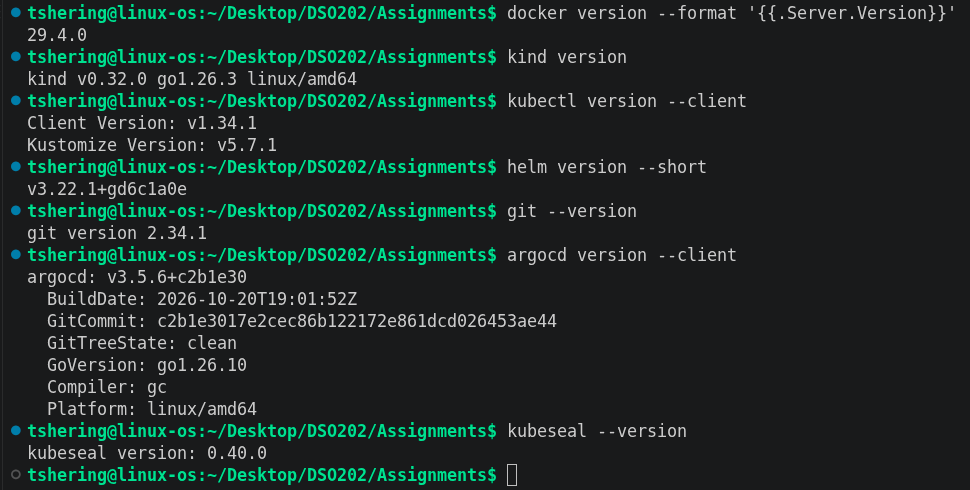 tshering@linux-os:~/Desktop/DSO202/Assignments$ docker version --format '{{.Server.Version}}'
29.4.0
tshering@linux-os:~/Desktop/DSO202/Assignments$ kind version
kind v0.32.0 go1.26.3 linux/amd64
tshering@linux-os:~/Desktop/DSO202/Assignments$ kubectl version --client
Client Version: v1.34.1
Kustomize Version: v5.7.1
tshering@linux-os:~/Desktop/DSO202/Assignments$ helm version --short
v3.22.1+gd6c1a0e
tshering@linux-os:~/Desktop/DSO202/Assignments$ git --version
git version 2.34.1
tshering@linux-os:~/Desktop/DSO202/Assignments$ argocd version --client
argocd: v3.5.6+c2b1e30
  BuildDate: 2026-10-20T19:01:52Z
  GitCommit: c2b1e3017e2cec86b122172e861dcd026453ae44
  GitTreeState: clean
  GoVersion: go1.26.10
  Compiler: gc
  Platform: linux/amd64
tshering@linux-os:~/Desktop/DSO202/Assignments$ kubeseal --version
kubeseal version: 0.40.0
tshering@linux-os:~/Desktop/DSO202/Assignments$